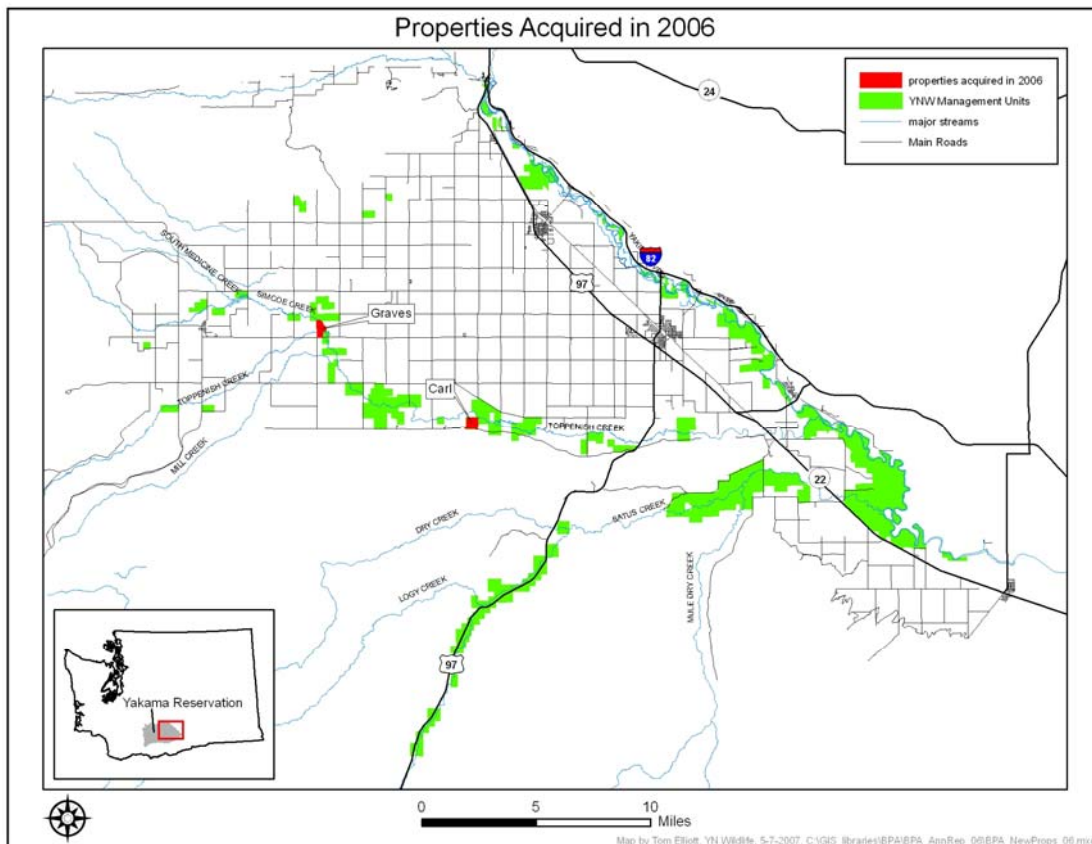 Properties Acquired in 2006
properties acquired in 2006
YNW Management Units
major streams
Main Roads
24
82
97
SOUTH MEDICINE CREEK
SIMCOE CREEK
Graves
TOPPENISH CREEK
Carl
TOPPENISH CREEK
MILL CREEK
22
DRY CREEK
SATUS CREEK
LOGY CREEK
MULE DRY CREEK
97
Yakama Reservation
0 5 10
Miles
Map by Tom Elliott, YN Wildlife, 5-7-2007,